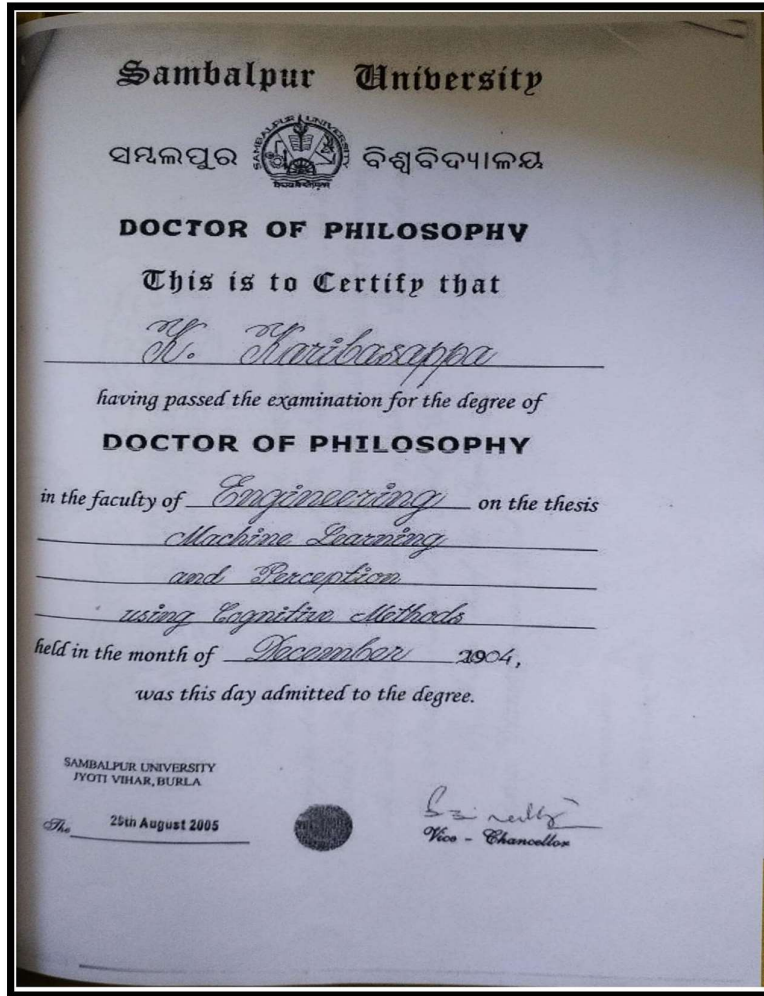 Sambalpur University
ସମ୍ବଲପୁର ବିଶ୍ୱବିଦ୍ୟାଳୟ
SAMBALPUR UNIVERSITY
DOCTOR OF PHILOSOPHY
This is to Certify that
K. Karibasappa
having passed the examination for the degree of
DOCTOR OF PHILOSOPHY
in the faculty of Engineering on the thesis
Machine Learning
and Perception
using Cognitive Methods
held in the month of December 2004,
was this day admitted to the degree.
SAMBALPUR UNIVERSITY
JYOTI VIHAR, BURLA
The 25th August 2005
Vice - Chancellor